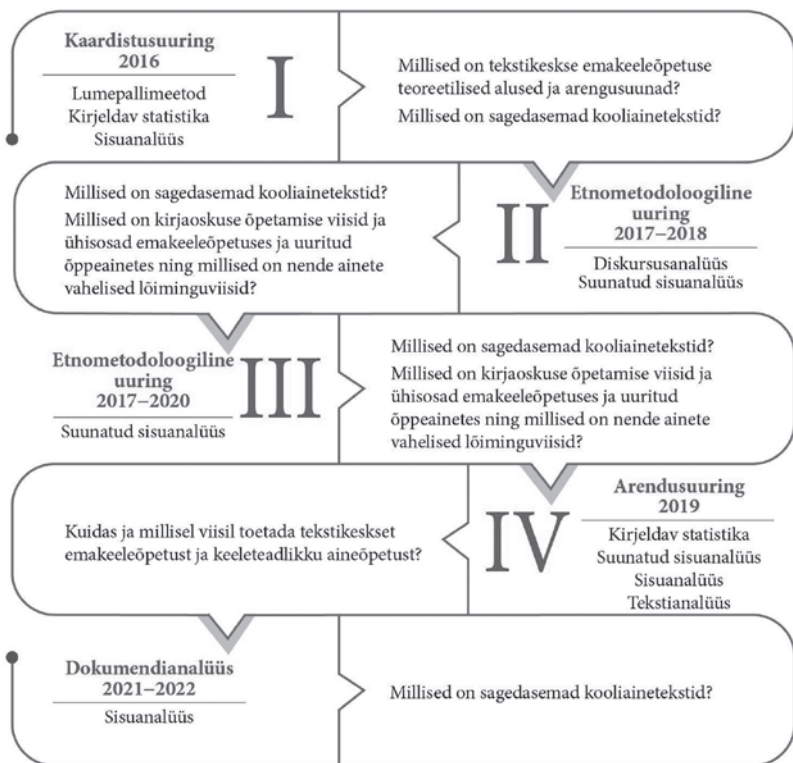 Kaardistusuuring
2016
Lumepallimeetod
Kirjeldav statistika
Sisuanalüüs
I
Millised on tekstikeskse emakeeleõpetuse
teoreetilised alused ja arengusuunad?
Millised on sagedasemad kooliainetekstid?
Millised on sagedasemad kooliainetekstid?
Millised on kirjaoskuse õpetamise viisid ja
ühisosad emakeeleõpetuses ja uuritud
õppeainetes ning millised on nende ainete
vahelised lõiminguviisid?
II
Etnometodoloogiline
uuring
2017–2018
Diskursusanalüüs
Suunatud sisuanalüüs
Etnometodoloogiline
uuring
2017–2020
Suunatud sisuanalüüs
III
Millised on sagedasemad kooliainetekstid?
Millised on kirjaoskuse õpetamise viisid ja
ühisosad emakeeleõpetuses ja uuritud
õppeainetes ning millised on nende ainete
vahelised lõiminguviisid?
Kuidas ja millisel viisil toetada tekstikeskset
emakeeleõpetust ja keeleteadlikku aineõpetust?
IV
Arendusuuring
2019
Kirjeldav statistika
Suunatud sisuanalüüs
Sisuanalüüs
Tekstianalüüs
Dokumendianalüüs
2021–2022
Sisuanalüüs
Millised on sagedasemad kooliainetekstid?